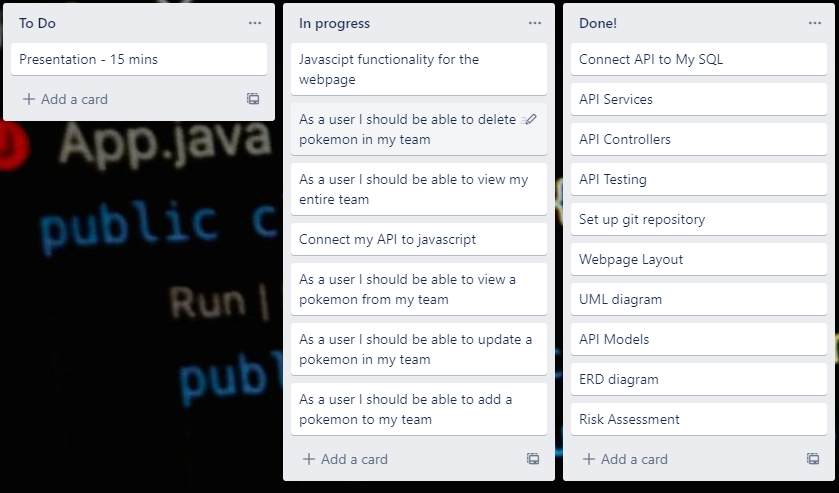 To Do
Presentation - 15 mins
Add a card
In progress
Javascipt functionality for the
webpage
As a user I should be able to delete a
pokemon in my team
As a user I should be able to view my
entire team
Connect my API to javascript
As a user I should be able to view a
pokemon from my team
As a user I should be able to update a
pokemon in my team
As a user I should be able to add a
pokemon to my team
Add a card
Done!
Connect API to My SQL
API Services
API Controllers
API Testing
Set up git repository
Webpage Layout
UML diagram
API Models
ERD diagram
Risk Assessment
Add a card
App.java
public c
Run |
publ